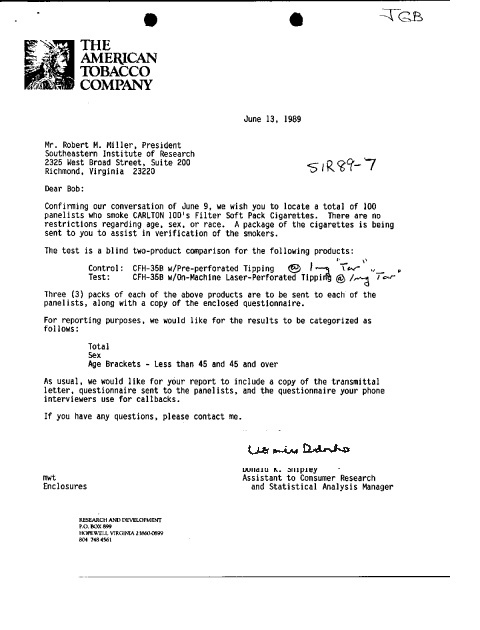 JGB
THE
AMERICAN
TOBACCO
COMPANY
June 13, 1989
Mr. Robert M. Miller, President
Southeastern Institute of Research
2325 West Broad Street, Suite 200
Richmond, Virginia 23220
SIR89-7
Dear Bob:
Confirming our conversation of June 9, we wish you to locate a total of 100
panelists who smoke CARLTON 100's Filter Soft Pack Cigarettes. There are no
restrictions regarding age, sex, or race. A package of the cigarettes is being
sent to you to assist in verification of the smokers.
The test is a blind two-product comparison for the following products:
Control: CFH-35B w/Pre-perforated Tipping @ 1mg "Tar"
Test: CFH-35B w/On-Machine Laser-Perforated Tipping @ 1mg "Tar"
Three (3) packs of each of the above products are to be sent to each of the
panelists, along with a copy of the enclosed questionnaire.
For reporting purposes, we would like for the results to be categorized as
follows:
Total
Sex
Age Brackets - Less than 45 and 45 and over
As usual, we would like for your report to include a copy of the transmittal
letter, questionnaire sent to the panelists, and the questionnaire your phone
interviewers use for callbacks.
If you have any questions, please contact me.
Donald R. Shipley
mwt
Assistant to Consumer Research
Enclosures
and Statistical Analysis Manager
RESEARCH AND DEVELOPMENT
P.O. BOX 899
HOPEWELL VIRGINIA 23860-0899
804 748-4561